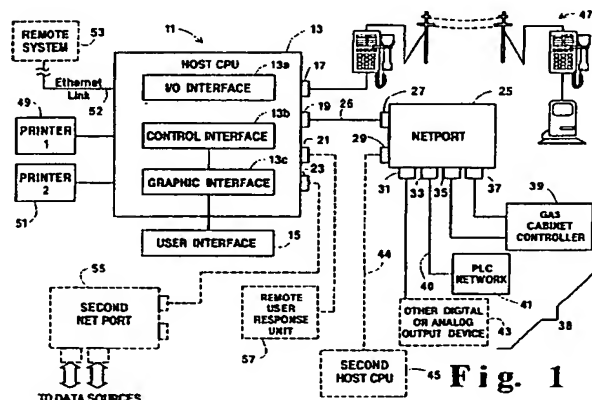 REMOTE
SYSTEM
53
11
13
HOST CPU
13a
I/O INTERFACE
13b
CONTROL INTERFACE
13c
GRAPHIC INTERFACE
15
USER INTERFACE
Ethernet
Link
52
49
PRINTER
1
PRINTER
2
51
17
19
21
23
26
47
27
25
NETPORT
29
31
33
35
37
39
GAS
CABINET
CONTROLLER
40
PLC
NETWORK
41
44
OTHER DIGITAL
OR ANALOG
OUTPUT DEVICE
43
38
55
SECOND
NET PORT
TO DATA SOURCES
REMOTE
USER
RESPONSE
UNIT
57
SECOND
HOST CPU
45
Fig. 1